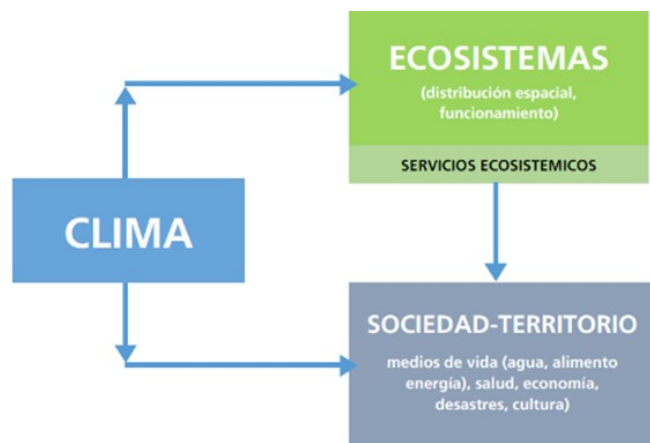 ECOSISTEMAS
(distribución espacial,
funcionamiento)
SERVICIOS ECOSISTEMICOS
CLIMA
SOCIEDAD-TERRITORIO
medios de vida (agua, alimento
energía), salud, economía,
desastres, cultura)